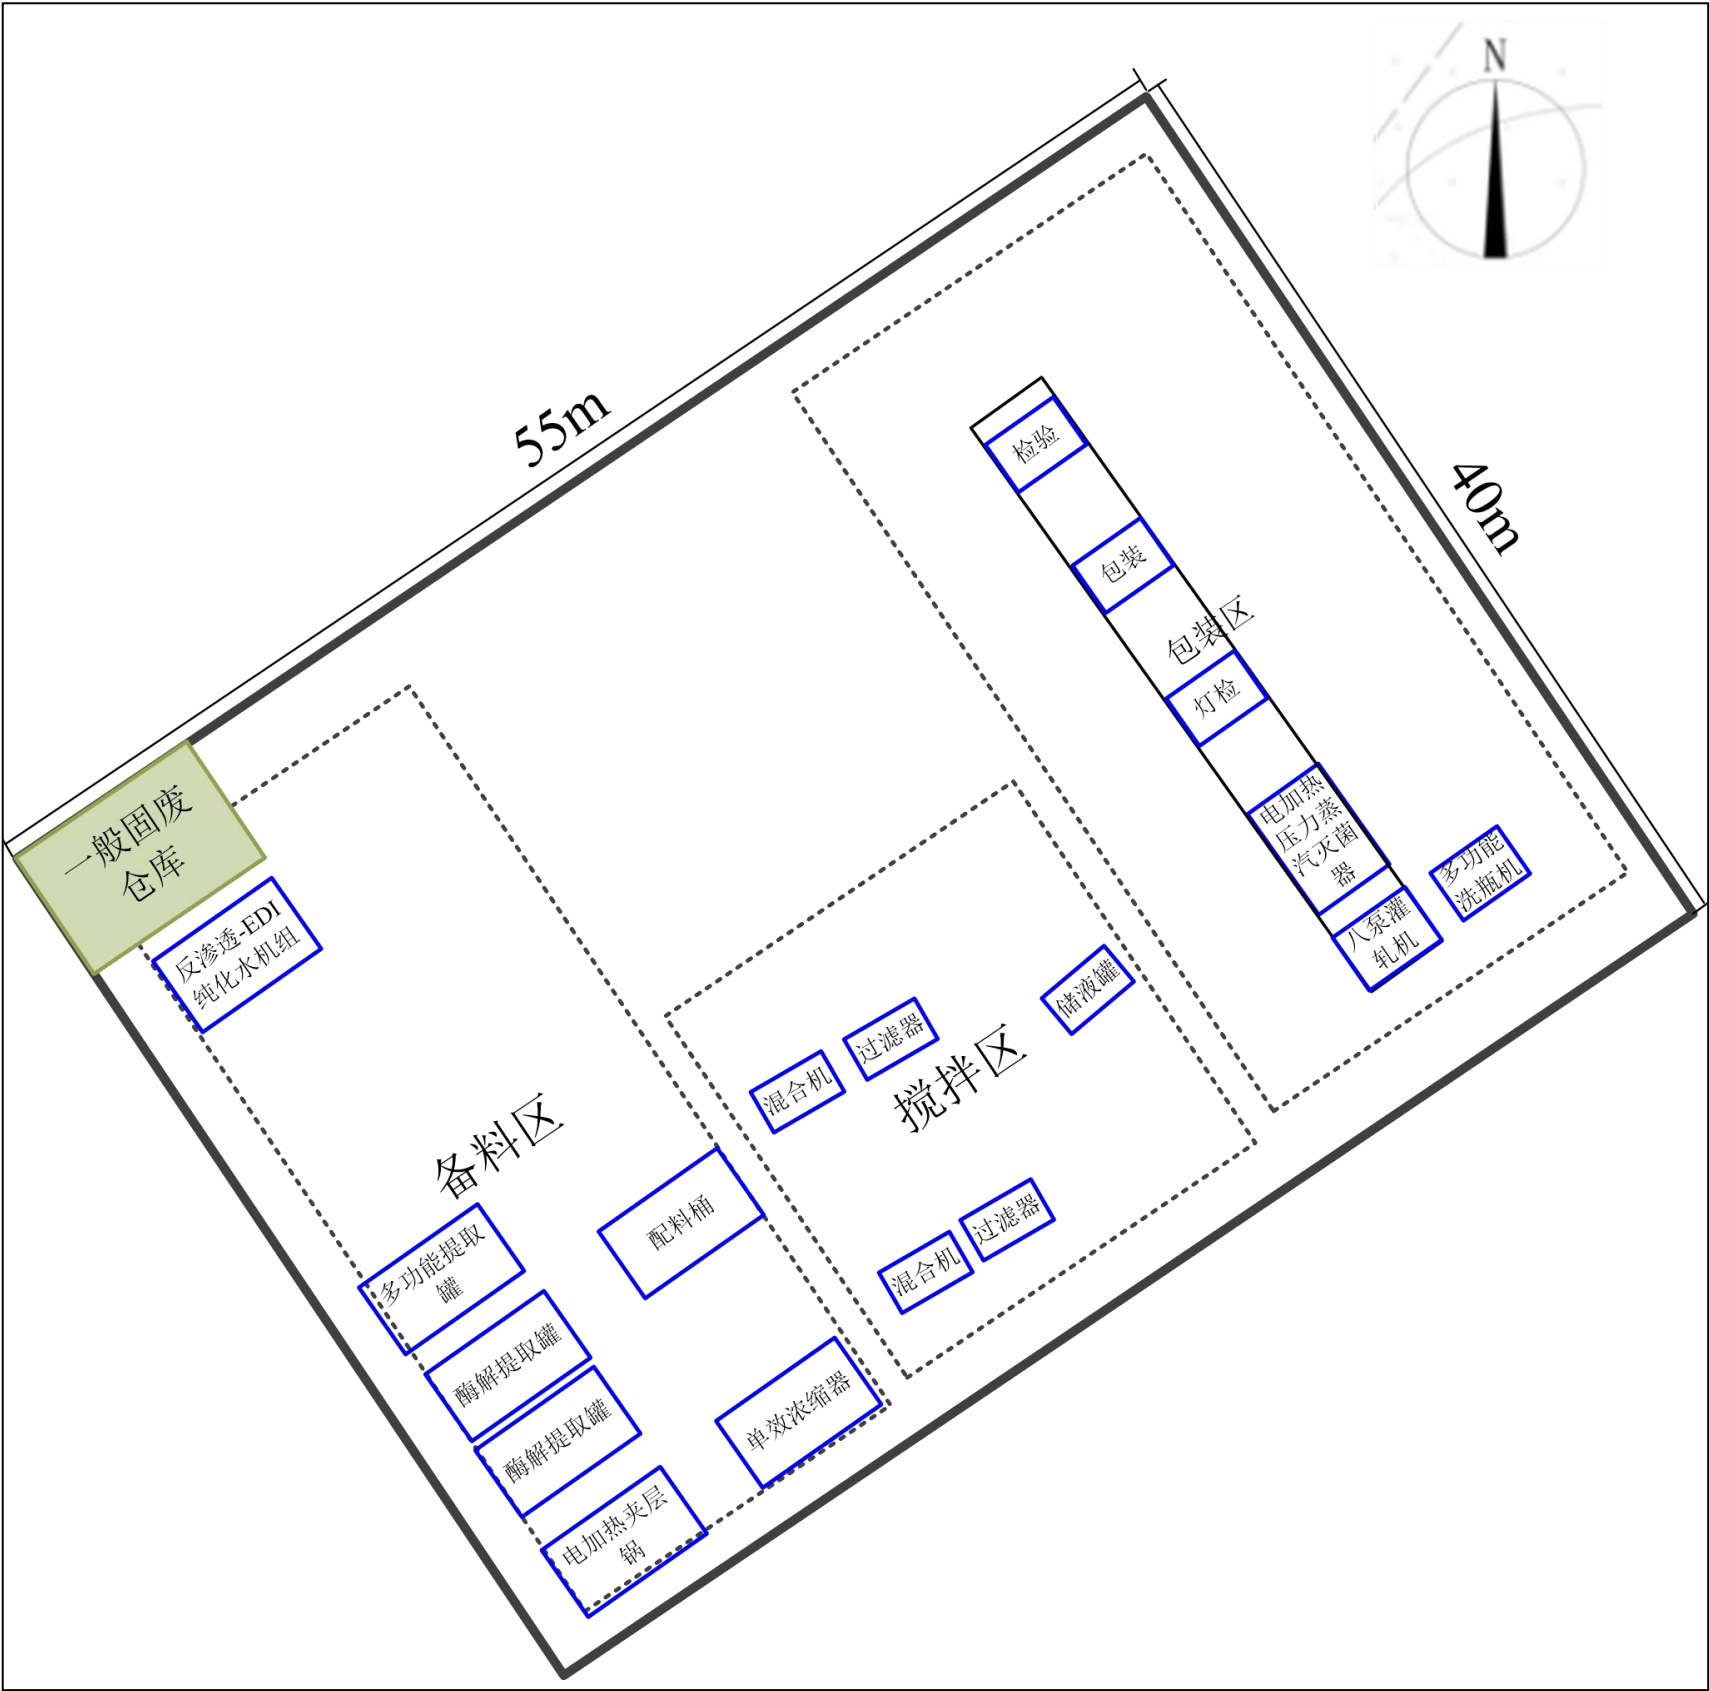 N
55m
40m
检验
包装
包装区
灯检
电加热
压力蒸
汽灭菌
器
多功能
洗瓶机
八泵灌
轧机
一般固废
仓库
反渗透-EDI
纯化水机组
储液罐
过滤器
混合机
搅拌区
备料区
配料桶
过滤器
混合机
多功能提取
罐
酶解提取罐
酶解提取罐
单效浓缩器
电加热夹层
锅